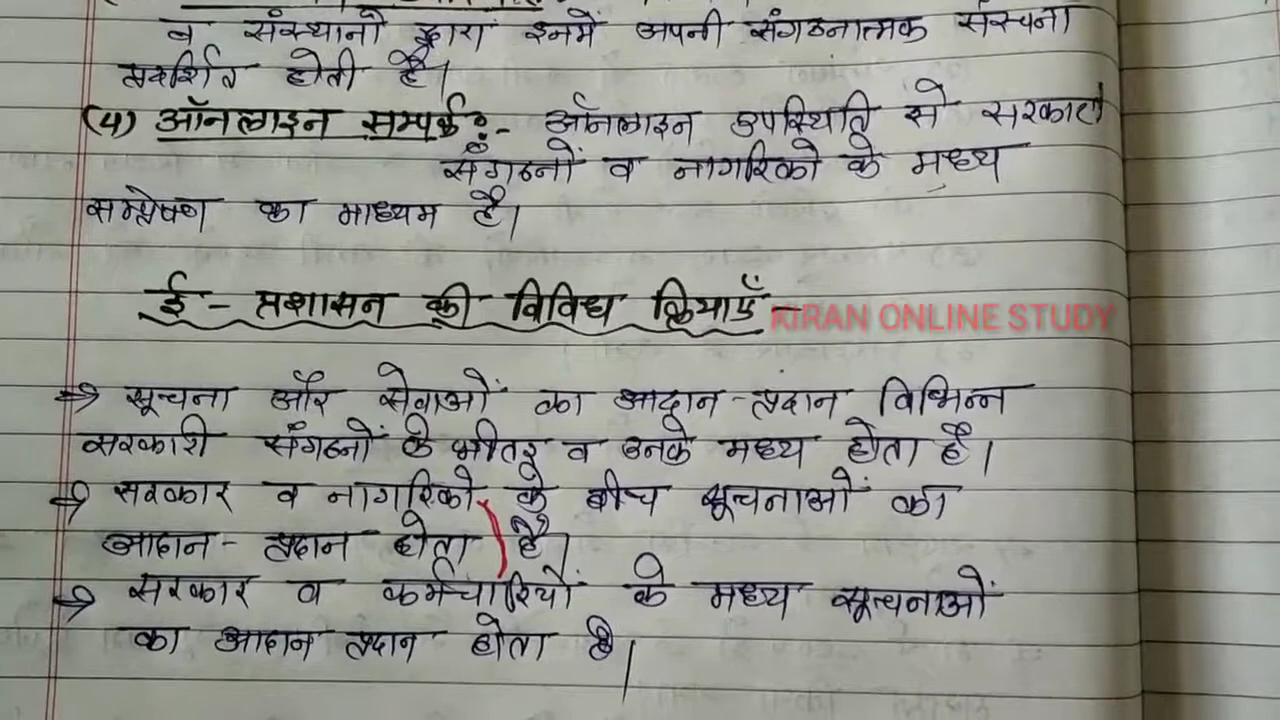 व संस्थानो द्वारा इनमें अपनी संगठनात्मक संरचना
प्रदर्शित होती है।
(4) ऑनलाइन सम्पर्क :- ऑनलाइन उपस्थिति से सरकारी
संगठनों व नागरिको के मध्य
सम्प्रेषण का माध्यम है।
ई - प्रशासन की विविध क्रियाएँ -
KIRAN ONLINE STUDY
→ सूचना और सेवाओं का आदान - प्रदान विभिन्न
सरकारी संगठनों के भीतर व उनके मध्य होता है।
→ सरकार व नागरिको के बीच सूचनाओं का
आदान - प्रदान होता है।
→ सरकार व कर्मचारियों के मध्य सूचनाओं
का आदान प्रदान होता है।